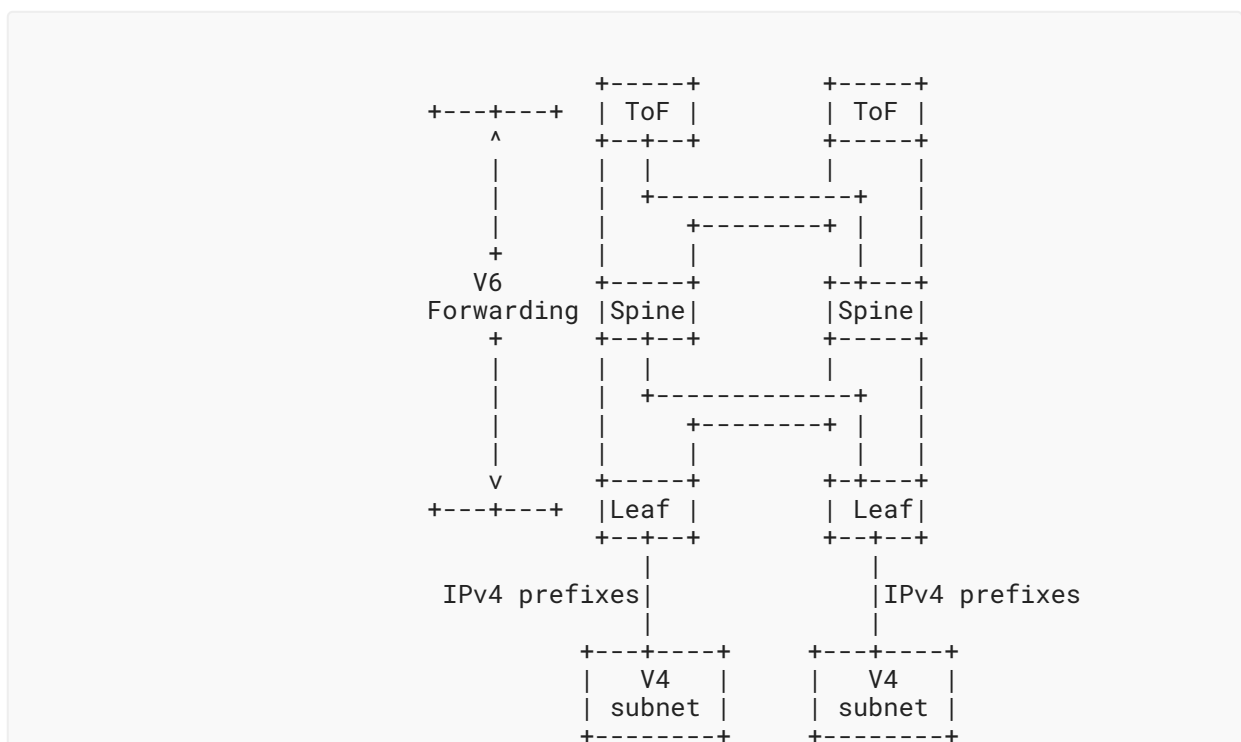 ToF ToF
V6
Forwarding Spine Spine
Leaf Leaf
IPv4 prefixes IPv4 prefixes
V4 V4
subnet subnet